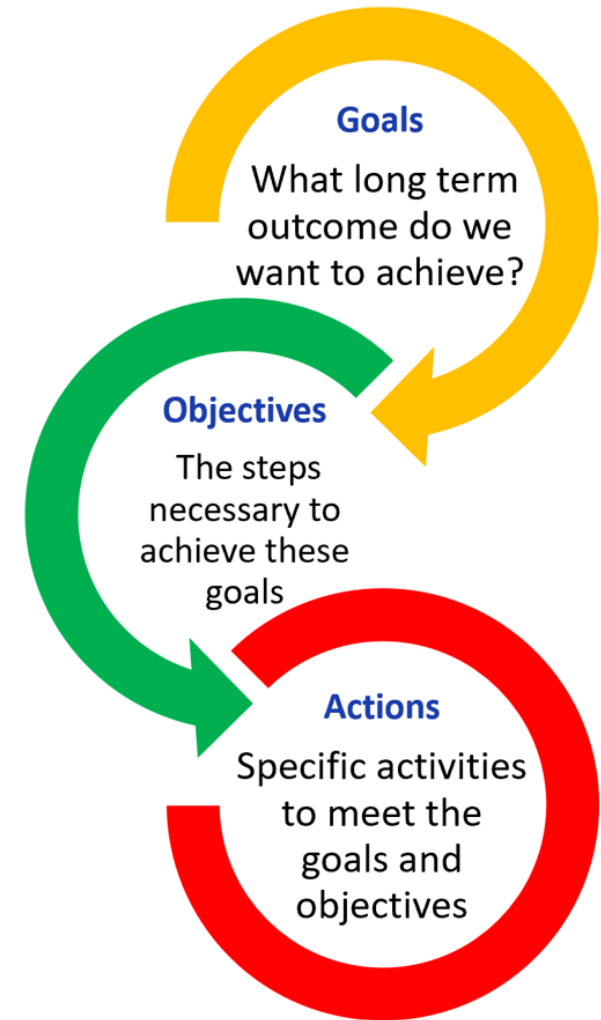 Goals
What long term
outcome do we
want to achieve?
Objectives
The steps
necessary to
achieve these
goals
Actions
Specific activities
to meet the
goals and
objectives